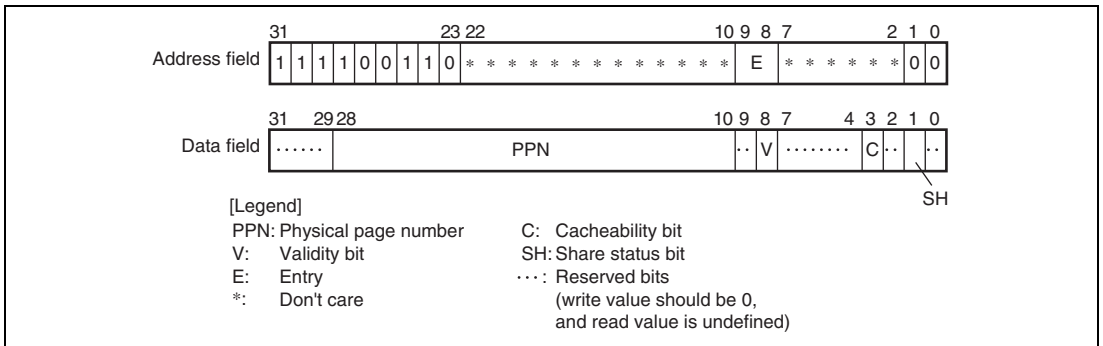 31 23 22 10 9 8 7 2 1 0
Address field 1 1 1 1 0 0 1 1 0 * * * * * * * * * * * * * E * * * * * * 0 0
31 29 28 10 9 8 7 4 3 2 1 0
Data field ...... PPN .. V ........ C .. ..
SH
[Legend]
PPN: Physical page number C: Cacheability bit
V: Validity bit SH: Share status bit
E: Entry ...: Reserved bits
*: Don't care (write value should be 0,
and read value is undefined)